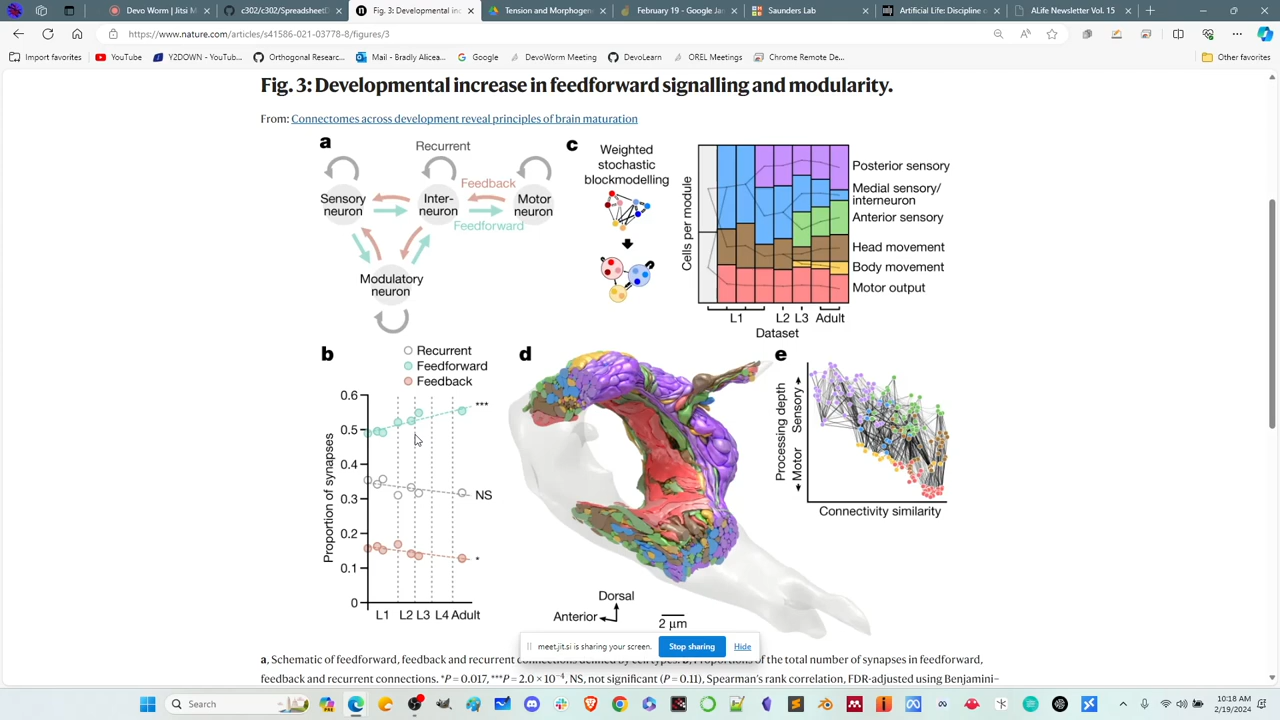 Devo Worm | Jitsi M
c302/c302/Spreadsheet
Fig. 3: Developmental inc
Tension and Morphogen
February 19 - Google
Artificial Life: Discipline
Alife Newsletter Vol. 15
https://www.nature.com/articles/s41586-021-03778-8/figures/3
Import favorites
YouTube
Y2DOWN - YouTub...
Orthogonal Researc...
Mail - Bradly Alicea...
Google
DevoWorm Meeting
DevoLearn
OREL Meetings
Chrome Remote De...
Other favorites
Fig. 3: Developmental increase in feedforward signalling and modularity.
From: Connectomes across development reveal principles of brain maturation
a
Recurrent
Feedback
Sensory neuron
Inter-neuron
Motor neuron
Feedforward
Modulatory neuron
c
Weighted
stochastic
blockmodelling
Cells per module
Posterior sensory
Medial sensory/
interneuron
Anterior sensory
Head movement
Body movement
Motor output
L1 L2 L3 Adult
Dataset
b
Recurrent
Feedforward
Feedback
Proportion of synapses
0.6
0.5
0.4
0.3
0.2
0.1
0
***
NS
*
L1 L2 L3 L4 Adult
d
Dorsal
Anterior
2 μm
e
Processing depth
Motor Sensory
Connectivity similarity
meet.jit.si is sharing your screen.
Stop sharing
Hide
a, Schematic of feedforward, feedback and recurrent of the total number of synapses in feedforward,
feedback and recurrent connections. *P = 0.017, ***P = 2.0 × 10⁻⁴, NS, not significant (P = 0.11), Spearman's rank correlation, FDR-adjusted using Benjamini–
Search
10:18 AM
2/19/2024